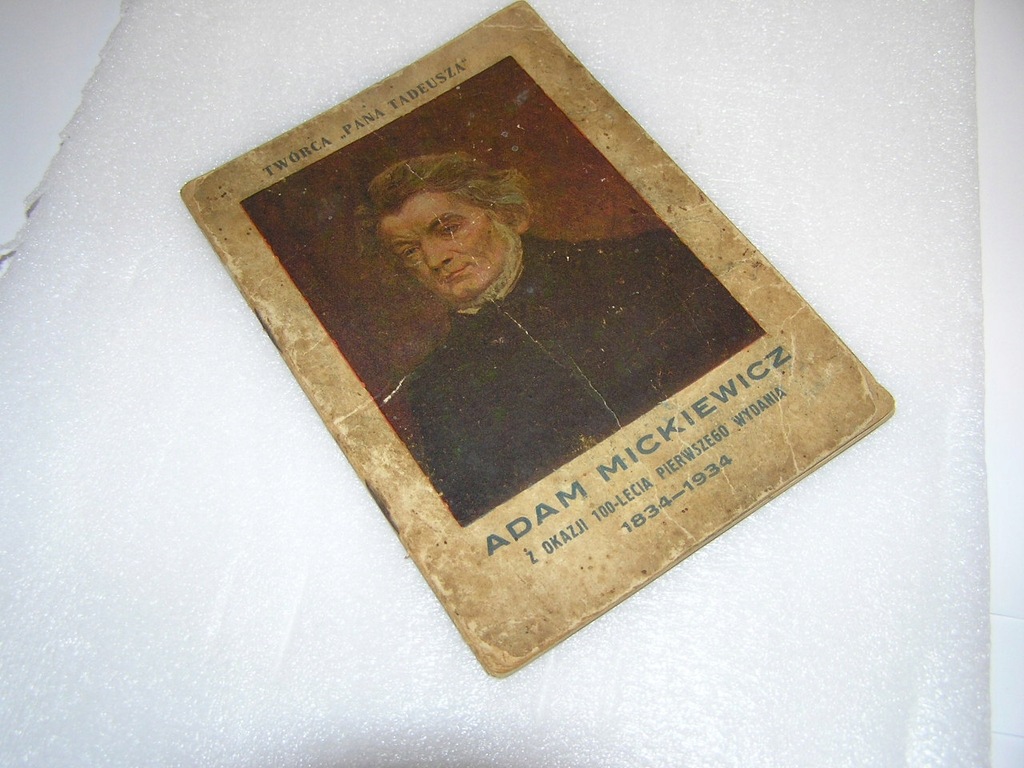 TWÓRCA „PANA TADEUSZA"
ADAM MICKIEWICZ
Z OKAZJI 100-LECIA PIERWSZEGO WYDANIA
1834—1934